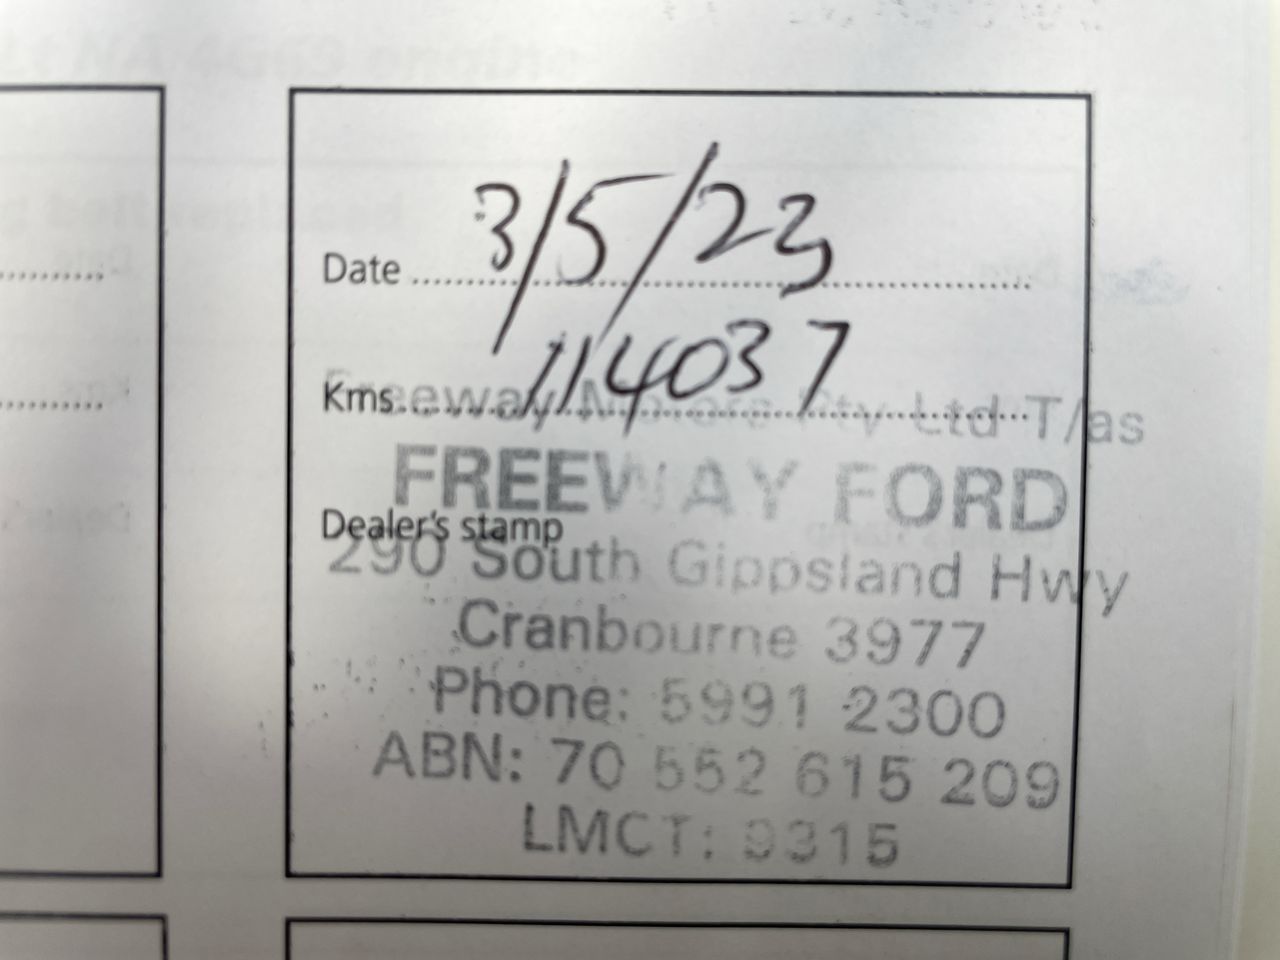 Date 3/5/23
Kms 114037
Freeway Motors Pty Ltd T/as
FREEWAY FORD
Dealer's stamp
290 South Gippsland Hwy
Cranbourne 3977
Phone: 5991 2300
ABN: 70 552 615 209
LMCT: 9315